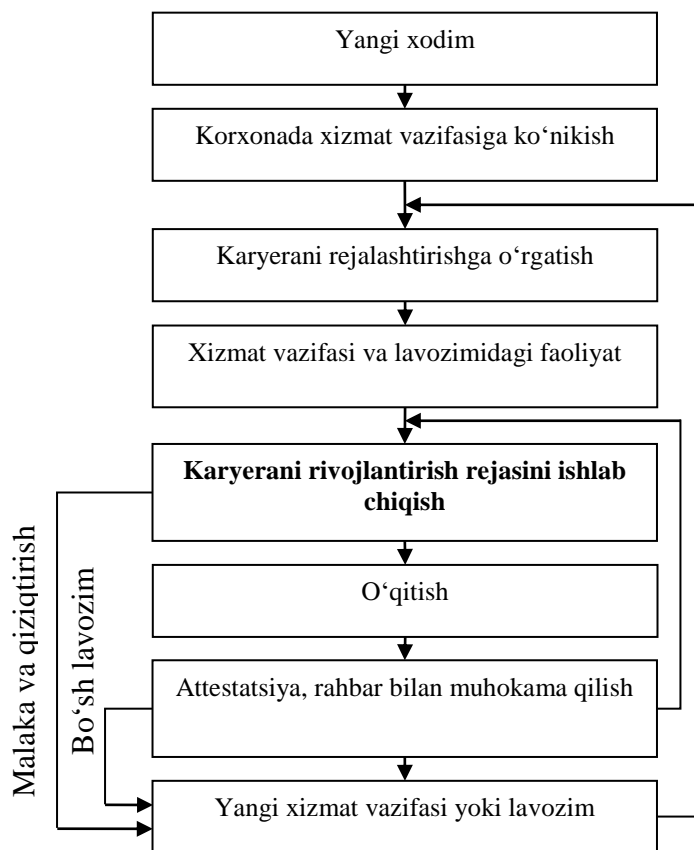 Yangi xodim
Korxonada xizmat vazifasiga ko‘nikish
Karyerani rejalashtirishga o‘rgatish
Xizmat vazifasi va lavozimidagi faoliyat
Karyerani rivojlantirish rejasini ishlab
chiqish
O‘qitish
Attestatsiya, rahbar bilan muhokama qilish
Yangi xizmat vazifasi yoki lavozim
Malaka va qiziqtirish
Bo‘sh lavozim